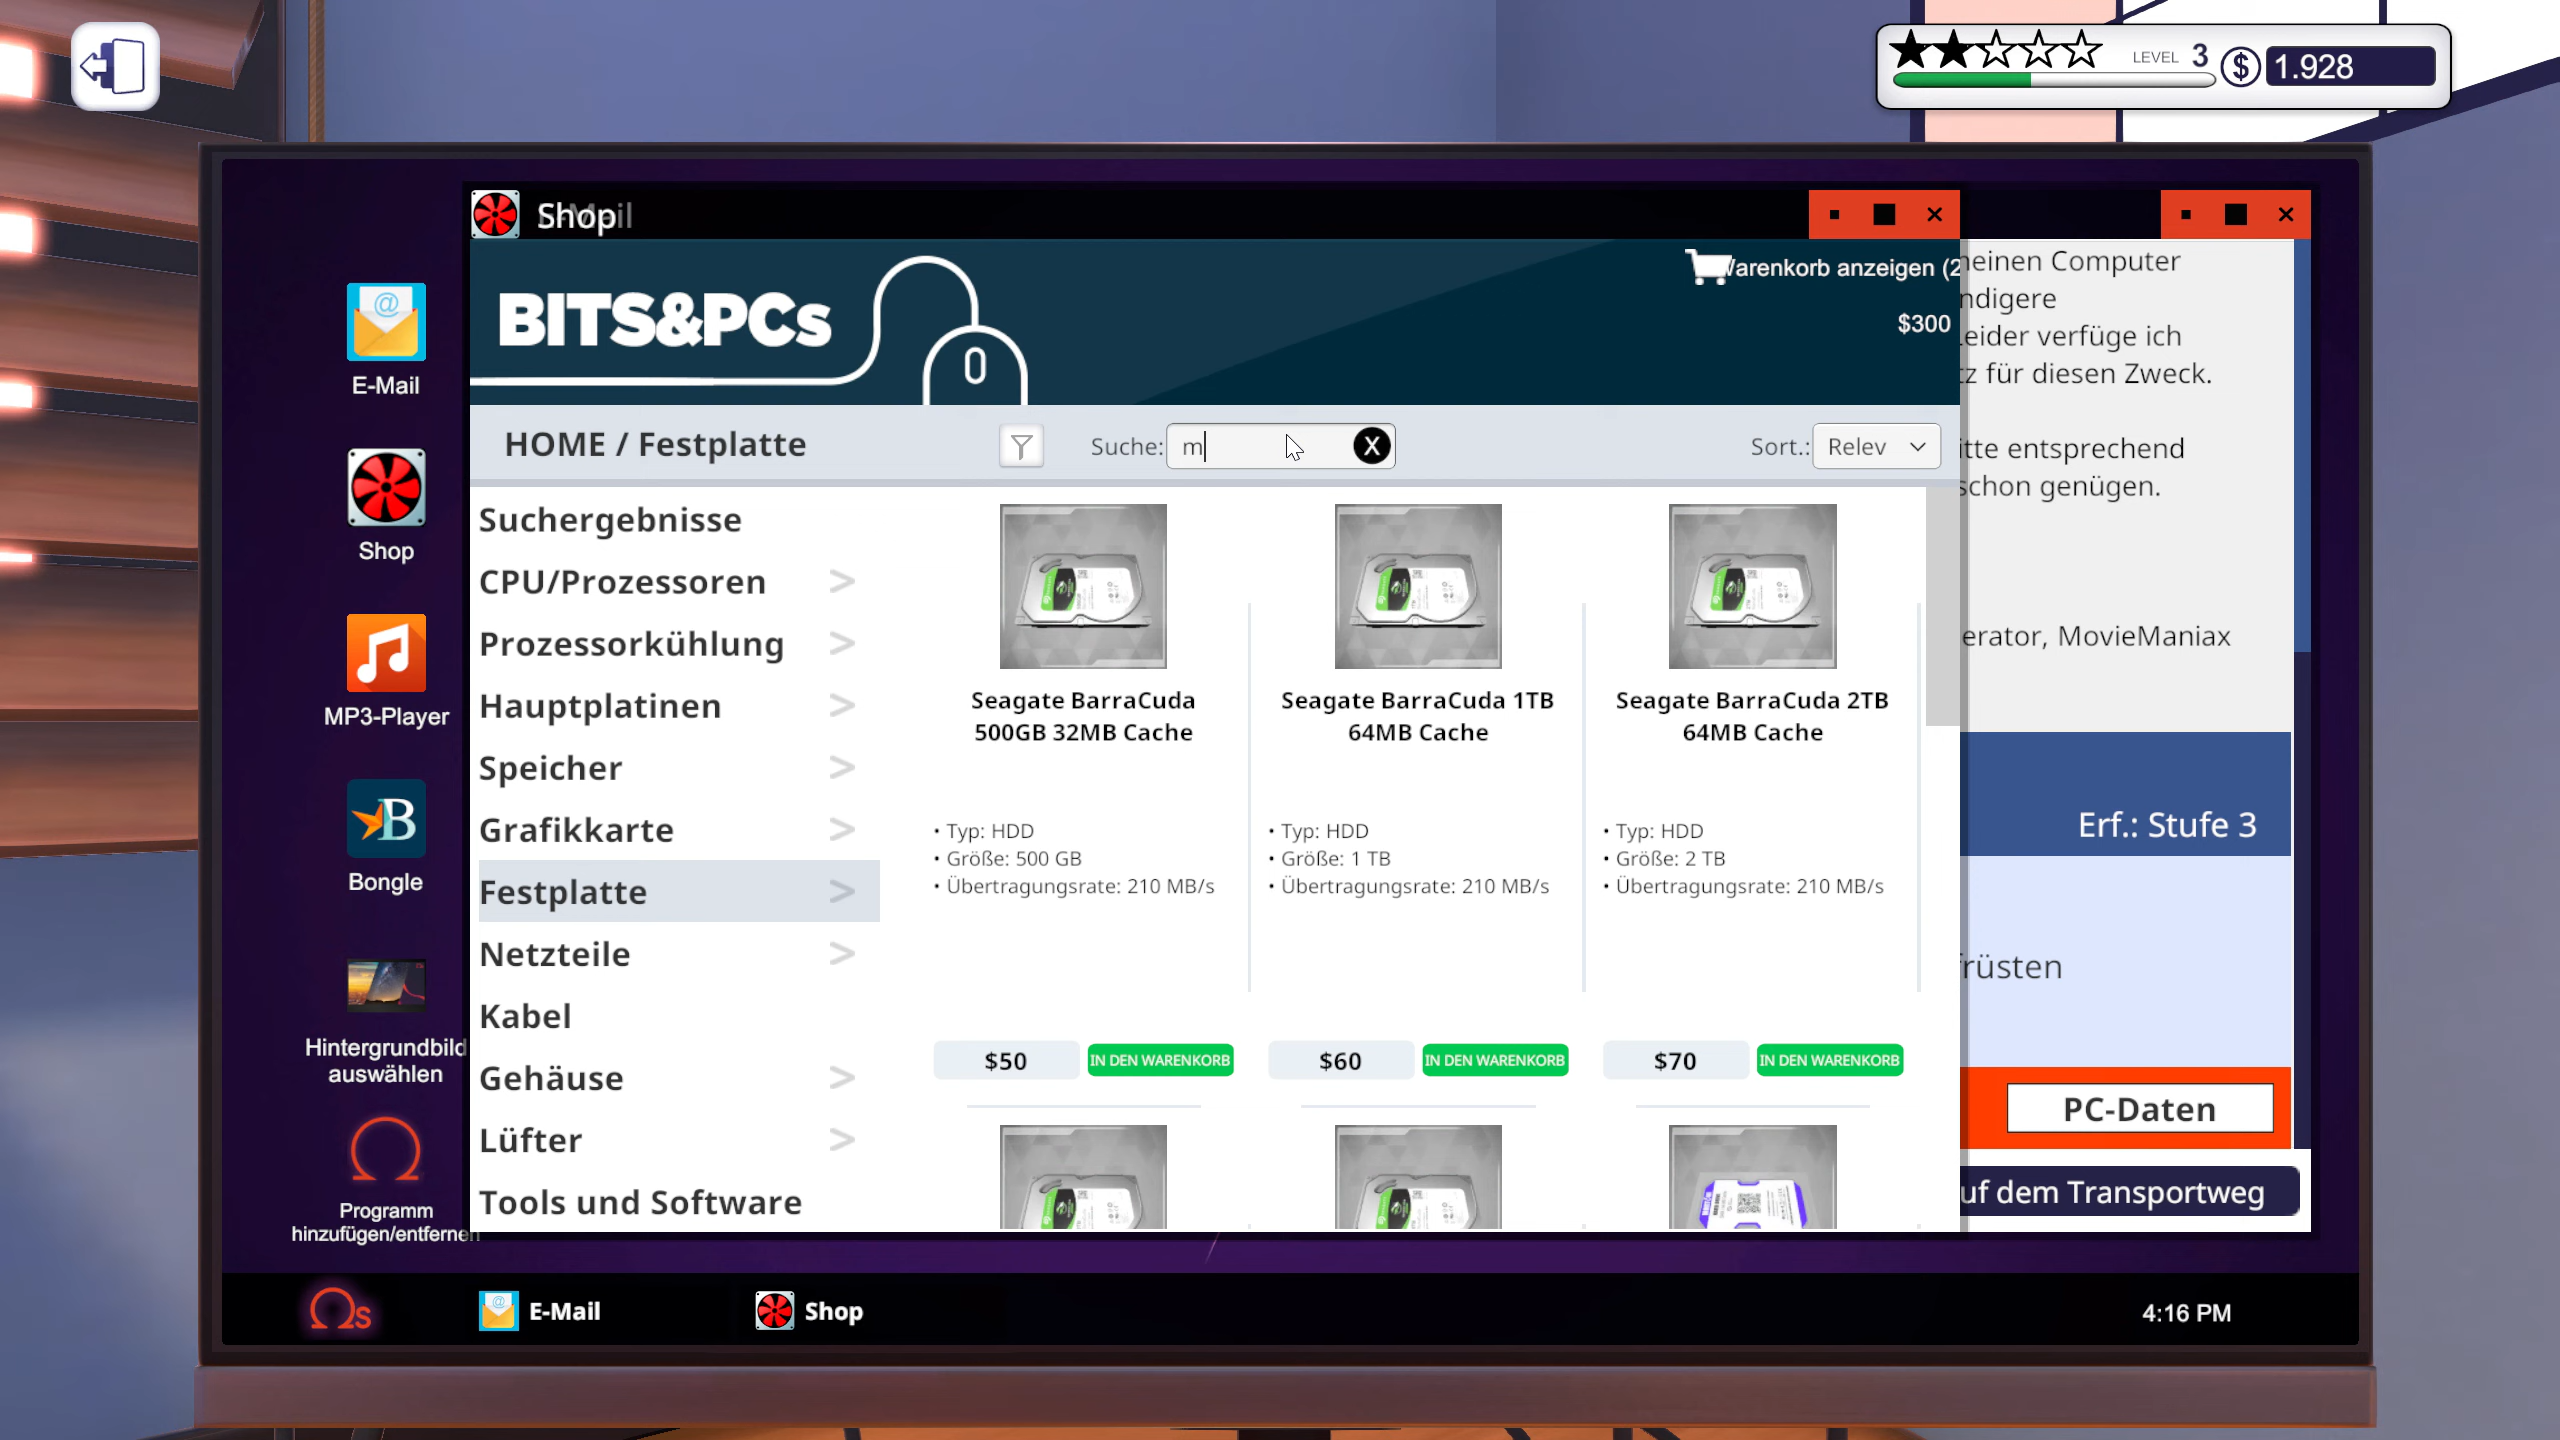 LEVEL 3 $ 1.928
Shop
BITS&PCs
Warenkorb anzeigen (2
$300
HOME / Festplatte
Suche: m
X
Sort.: Relev
Suchergebnisse
CPU/Prozessoren >
Prozessorkühlung >
Hauptplatinen >
Speicher >
Grafikkarte >
Festplatte >
Netzteile >
Kabel
Gehäuse >
Lüfter >
Tools und Software
Seagate BarraCuda
500GB 32MB Cache
• Typ: HDD
• Größe: 500 GB
• Übertragungsrate: 210 MB/s
$50
IN DEN WARENKORB
Seagate BarraCuda 1TB
64MB Cache
• Typ: HDD
• Größe: 1 TB
• Übertragungsrate: 210 MB/s
$60
IN DEN WARENKORB
Seagate BarraCuda 2TB
64MB Cache
• Typ: HDD
• Größe: 2 TB
• Übertragungsrate: 210 MB/s
$70
IN DEN WARENKORB
einen Computer
ndigere
eider verfüge ich
tz für diesen Zweck.
itte entsprechend
schon genügen.
erator, MovieManiax
Erf.: Stufe 3
rüsten
PC-Daten
uf dem Transportweg
E-Mail
Shop
MP3-Player
B
Bongle
Hintergrundbild
auswählen
Programm
hinzufügen/entfernen
Ωs
E-Mail
Shop
4:16 PM